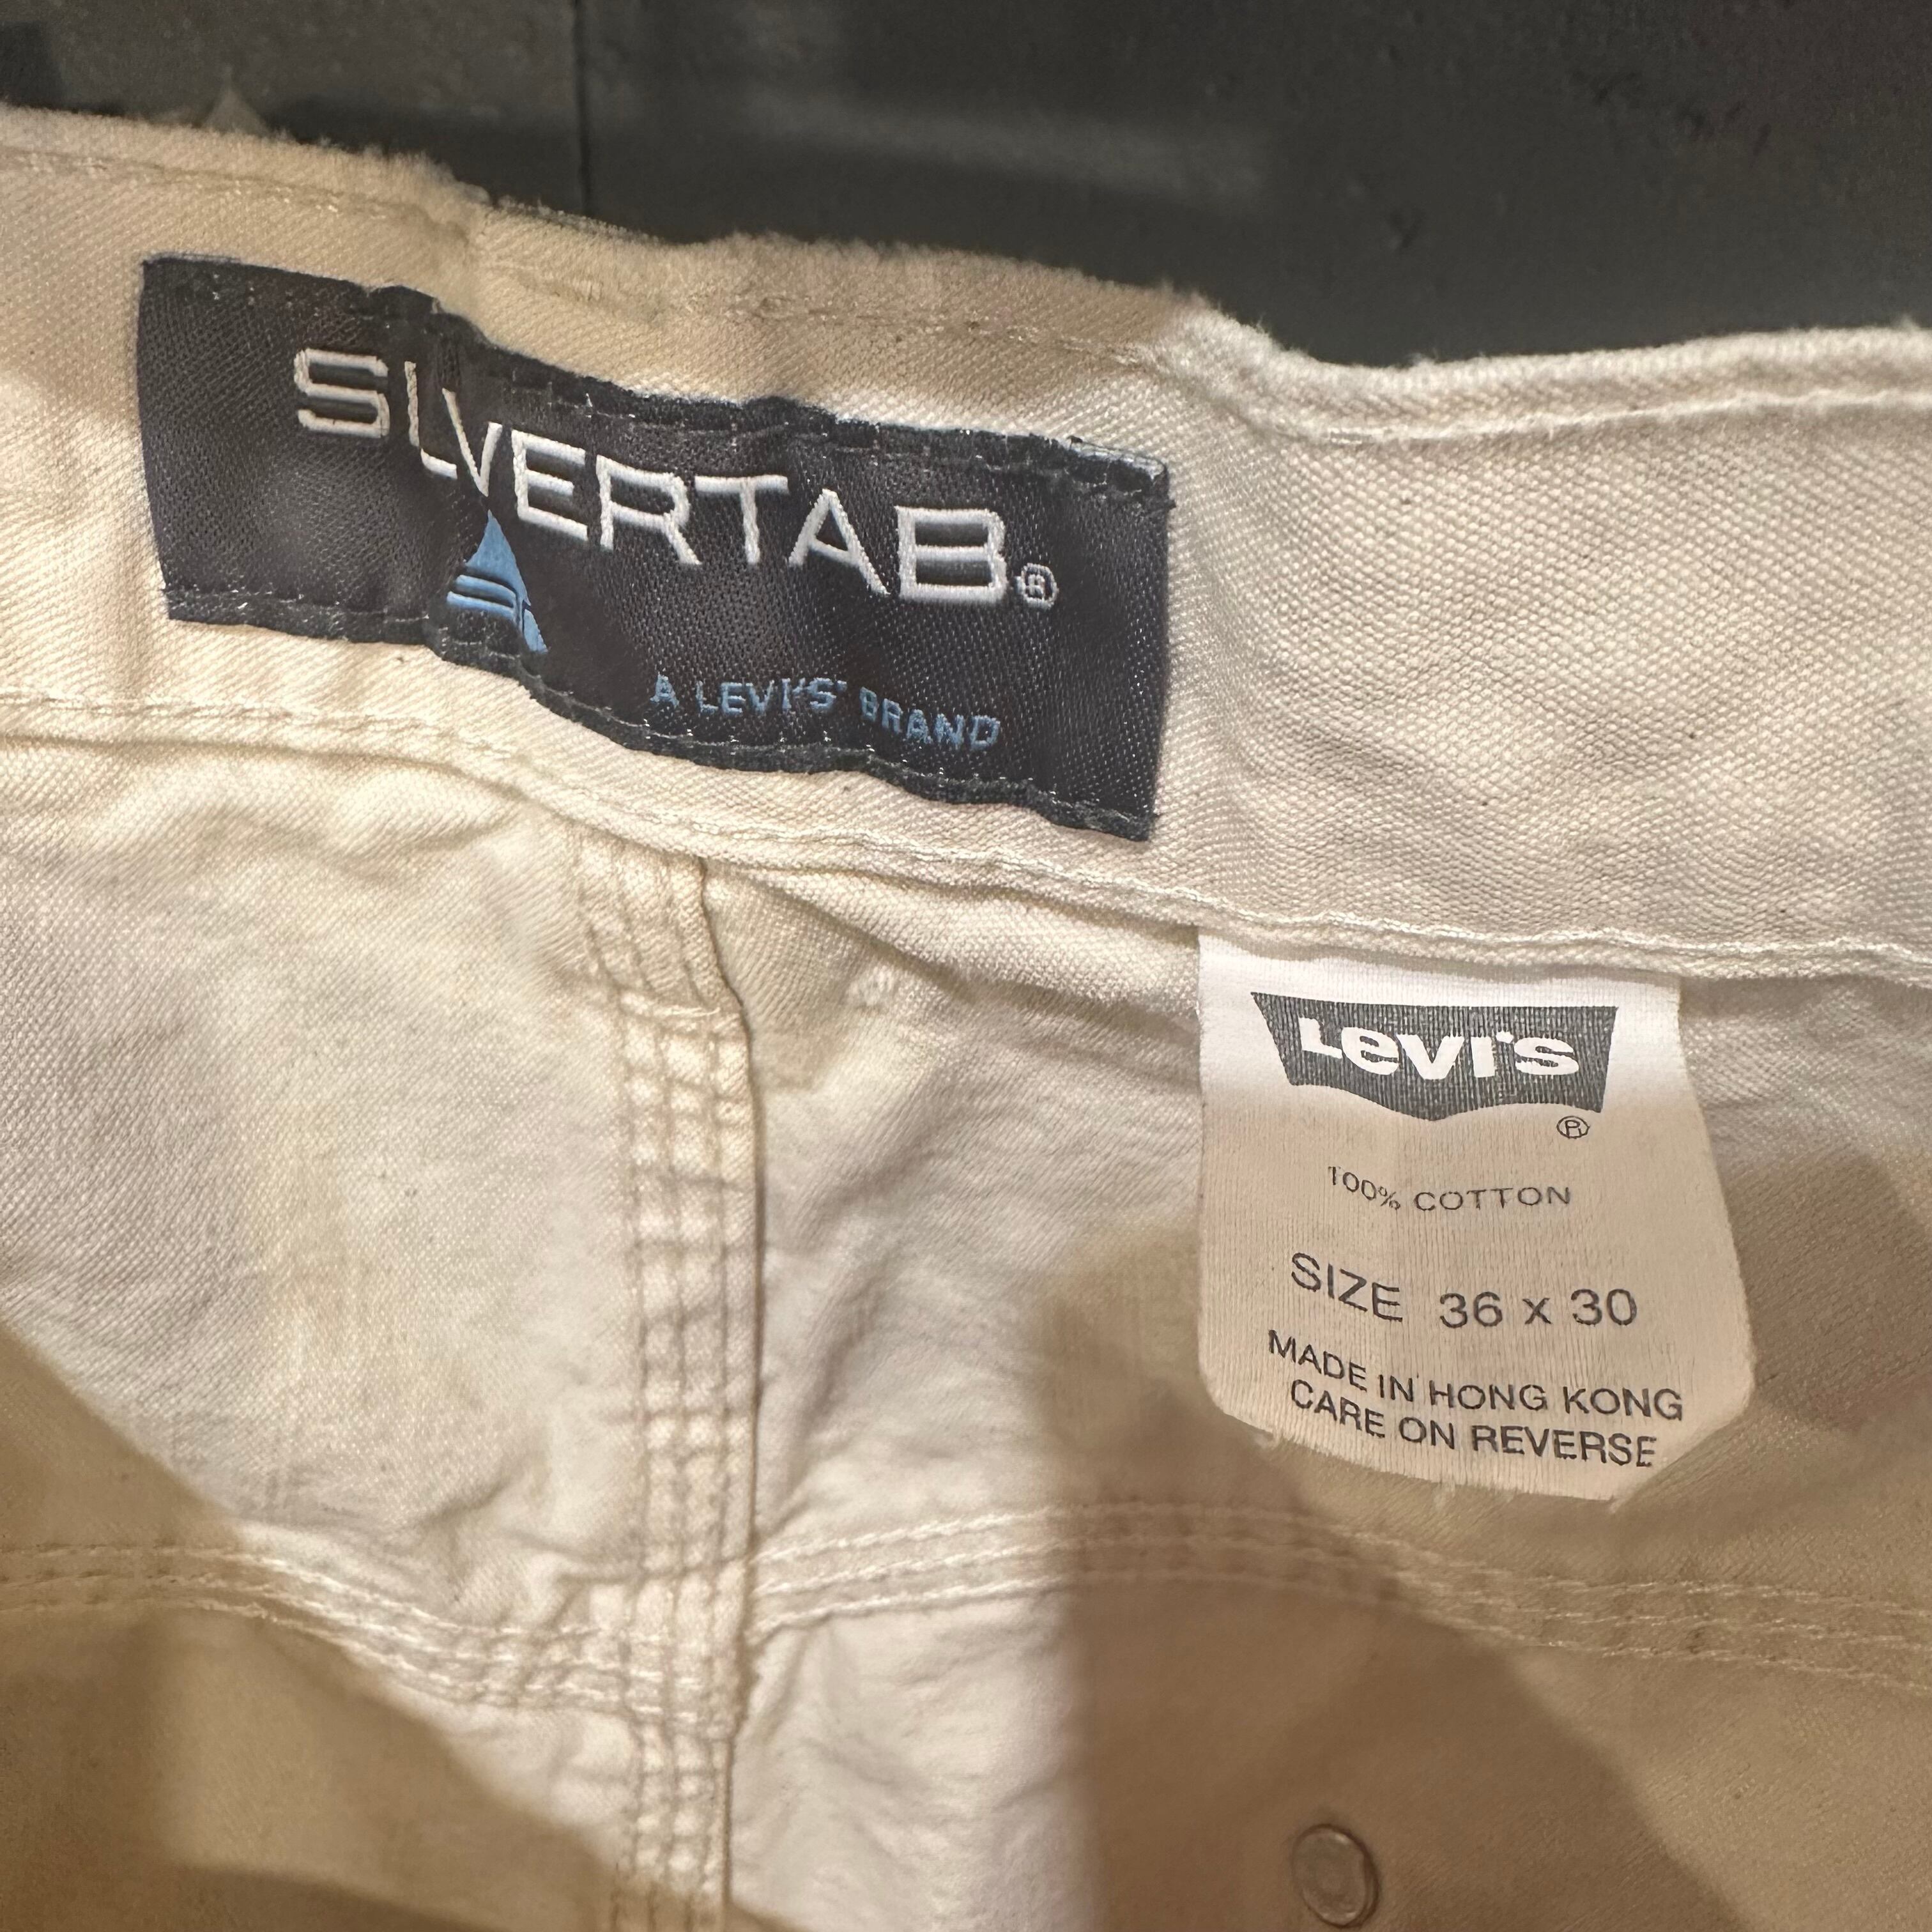 SILVERTAB®
A LEVI'S® BRAND
LEVI'S
®
100% COTTON
SIZE 36 x 30
MADE IN HONG KONG
CARE ON REVERSE